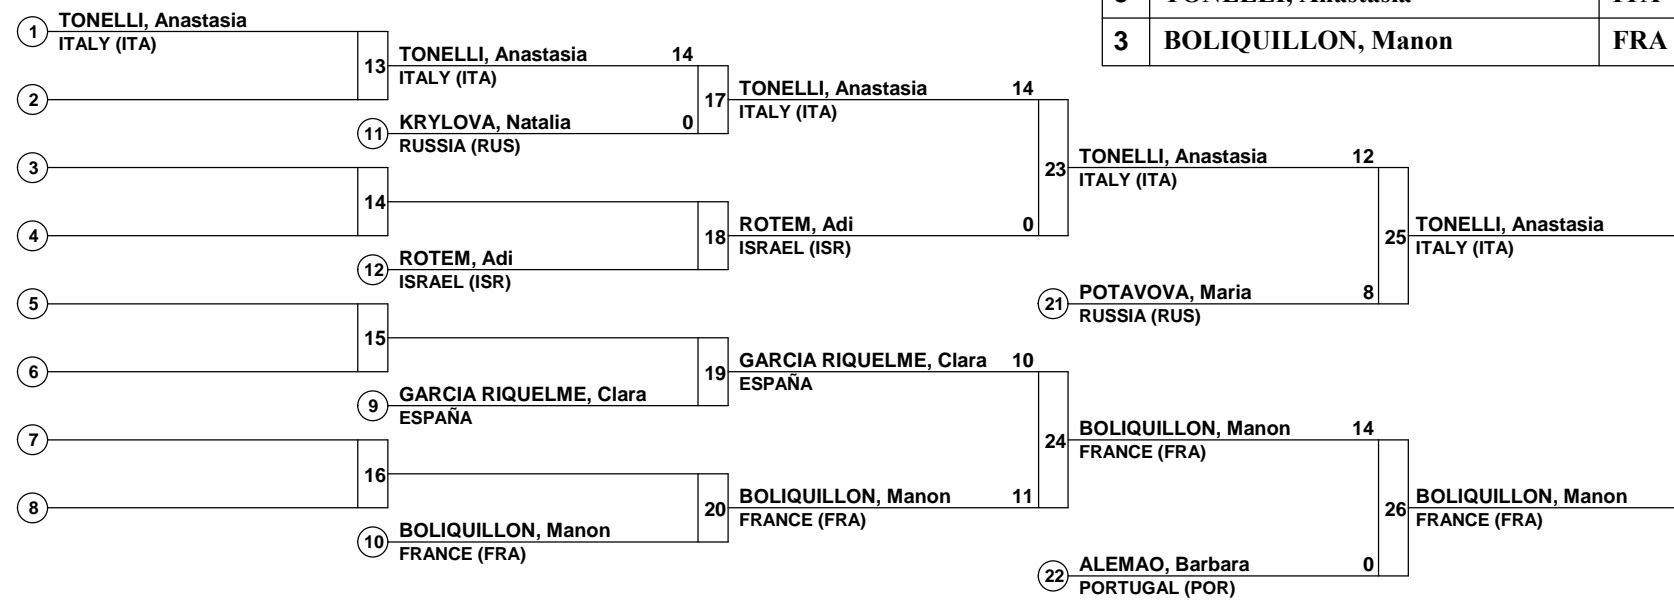 TONELLI, Anastasia ITA
3 BOLIQUILLON, Manon FRA
1 TONELLI, Anastasia
ITALY (ITA)
13 TONELLI, Anastasia 14
ITALY (ITA)
2
17 TONELLI, Anastasia 14
ITALY (ITA)
11 KRYLOVA, Natalia 0
RUSSIA (RUS)
3
23 TONELLI, Anastasia 12
ITALY (ITA)
14
4
18 ROTEM, Adi 0
ISRAEL (ISR)
25 TONELLI, Anastasia
ITALY (ITA)
12 ROTEM, Adi
ISRAEL (ISR)
5
21 POTAVOVA, Maria 8
RUSSIA (RUS)
15
6
19 GARCIA RIQUELME, Clara 10
ESPAÑA
9 GARCIA RIQUELME, Clara
ESPAÑA
7
24 BOLIQUILLON, Manon 14
FRANCE (FRA)
16
8
20 BOLIQUILLON, Manon 11
FRANCE (FRA)
26 BOLIQUILLON, Manon
FRANCE (FRA)
10 BOLIQUILLON, Manon
FRANCE (FRA)
22 ALEMAO, Barbara 0
PORTUGAL (POR)